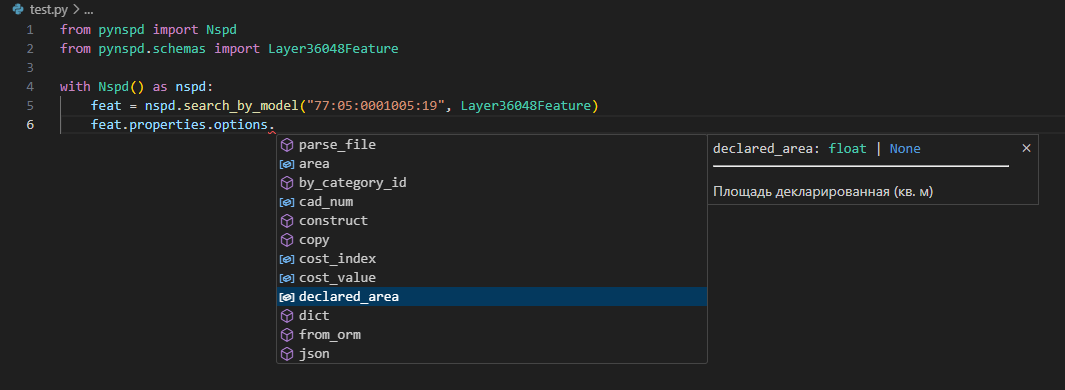 test.py > ...
1 from pynspd import Nspd
2 from pynspd.schemas import Layer36048Feature
3
4 with Nspd() as nspd:
5 feat = nspd.search_by_model("77:05:0001005:19", Layer36048Feature)
6 feat.properties.options.
parse_file
area
by_category_id
cad_num
construct
copy
cost_index
cost_value
declared_area
dict
from_orm
json
declared_area: float | None
Площадь декларированная (кв. м)